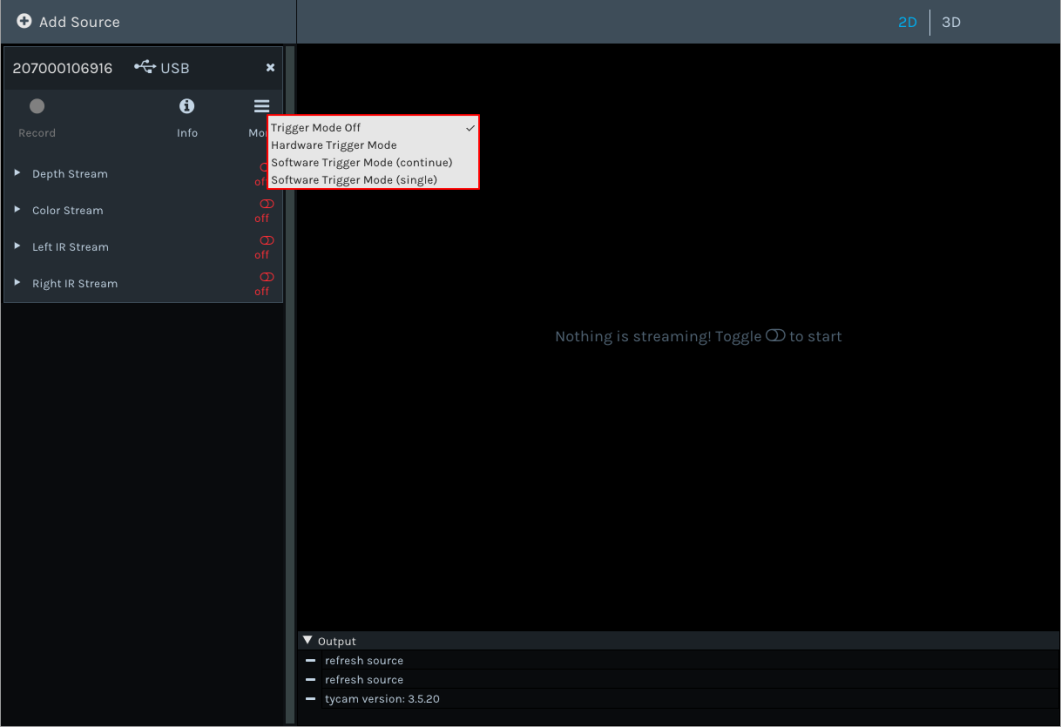 Add Source
2D 3D
207000106916 USB
Record Info
Trigger Mode Off
Hardware Trigger Mode
Software Trigger Mode (continue)
Software Trigger Mode (single)
Depth Stream
Color Stream off
Left IR Stream off
Right IR Stream off
Nothing is streaming! Toggle to start
Output
refresh source
refresh source
tycam version: 3.5.20